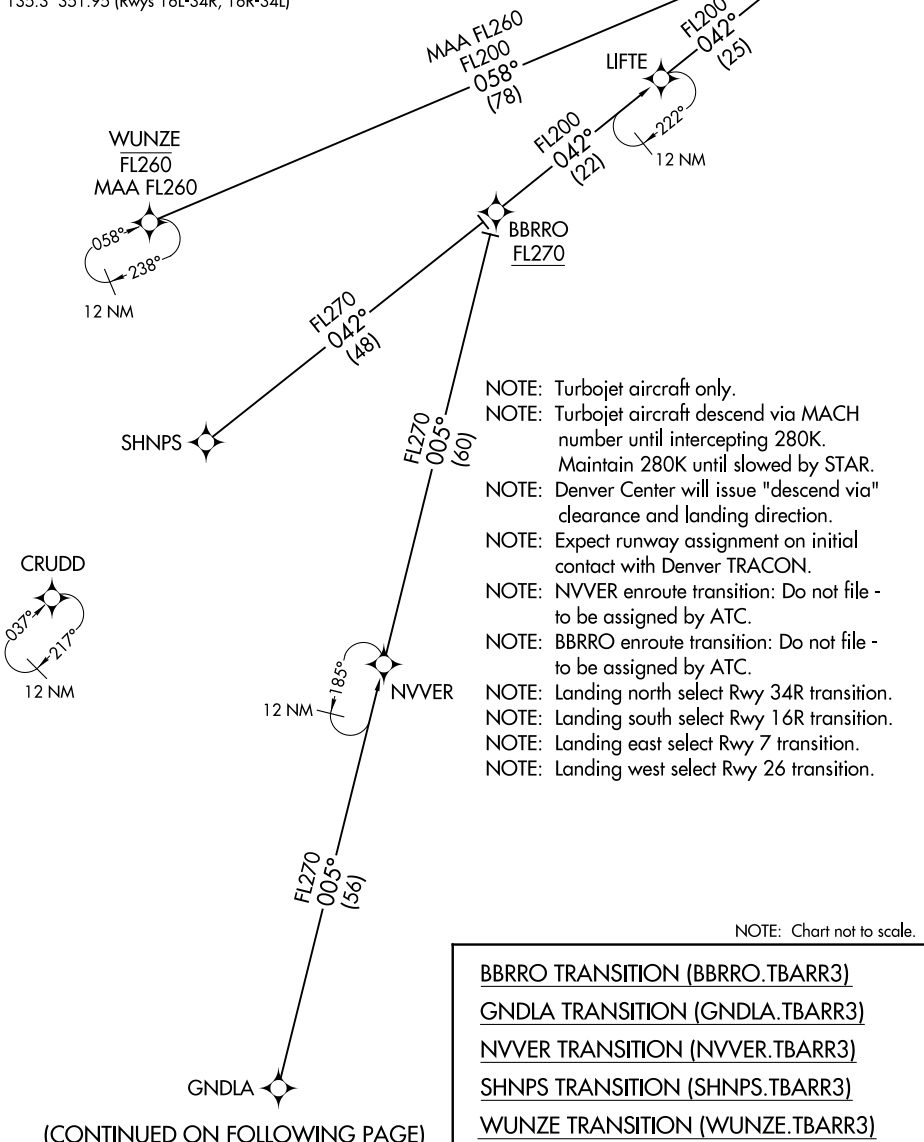 135.3 351.95 (Rwys 16L-34R, 16R-34L)
MAA FL260
FL200
058°
(78)
FL200
042°
(25)
LIFTE
222°
12 NM
FL200
042°
(22)
WUNZE
FL260
MAA FL260
058°
238°
12 NM
BBRRO
FL270
FL270
042°
(48)
SHNPS
FL270
005°
(60)
NOTE: Turbojet aircraft only.
NOTE: Turbojet aircraft descend via MACH
number until intercepting 280K.
Maintain 280K until slowed by STAR.
NOTE: Denver Center will issue "descend via"
clearance and landing direction.
NOTE: Expect runway assignment on initial
contact with Denver TRACON.
NOTE: NVVER enroute transition: Do not file -
to be assigned by ATC.
NOTE: BBRRO enroute transition: Do not file -
to be assigned by ATC.
NOTE: Landing north select Rwy 34R transition.
NOTE: Landing south select Rwy 16R transition.
NOTE: Landing east select Rwy 7 transition.
NOTE: Landing west select Rwy 26 transition.
CRUDD
037°
217°
12 NM
185°
12 NM
NVVER
FL270
005°
(56)
GNDLA
(CONTINUED ON FOLLOWING PAGE)
NOTE: Chart not to scale.
BBRRO TRANSITION (BBRRO.TBARR3)
GNDLA TRANSITION (GNDLA.TBARR3)
NVVER TRANSITION (NVVER.TBARR3)
SHNPS TRANSITION (SHNPS.TBARR3)
WUNZE TRANSITION (WUNZE.TBARR3)